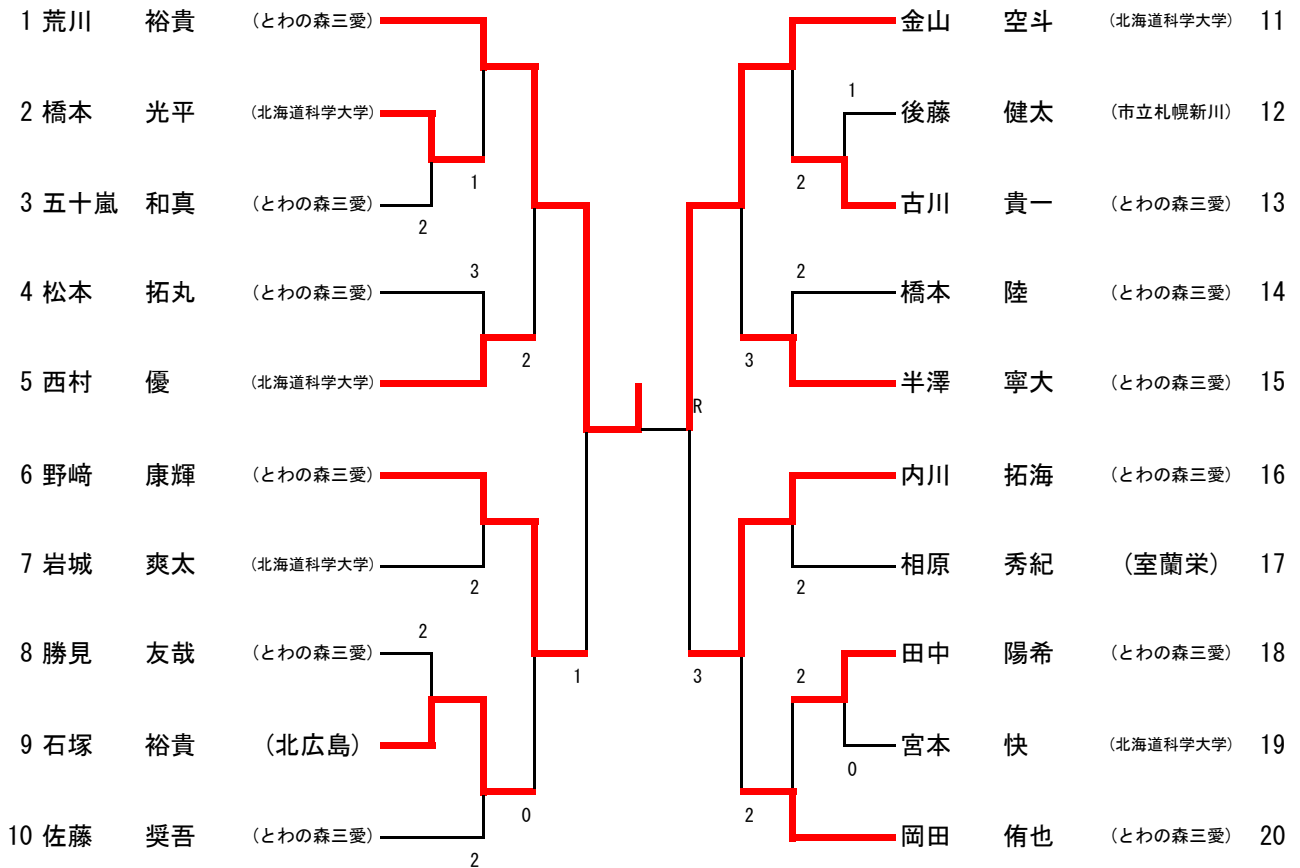 1 荒川 裕貴 (とわの森三愛)
2 橋本 光平 (北海道科学大学)
1
3 五十嵐 和真 (とわの森三愛)
2
3
4 松本 拓丸 (とわの森三愛)
2
5 西村 優 (北海道科学大学)
6 野﨑 康輝 (とわの森三愛)
7 岩城 爽太 (北海道科学大学)
2
2
8 勝見 友哉 (とわの森三愛)
1
9 石塚 裕貴 (北広島)
0
10 佐藤 奨吾 (とわの森三愛)
2
金山 空斗 (北海道科学大学) 11
1
後藤 健太 (市立札幌新川) 12
2
古川 貴一 (とわの森三愛) 13
2
橋本 陸 (とわの森三愛) 14
3
半澤 寧大 (とわの森三愛) 15
R
内川 拓海 (とわの森三愛) 16
相原 秀紀 (室蘭栄) 17
2
田中 陽希 (とわの森三愛) 18
3
2
宮本 快 (北海道科学大学) 19
0
2
岡田 侑也 (とわの森三愛) 20